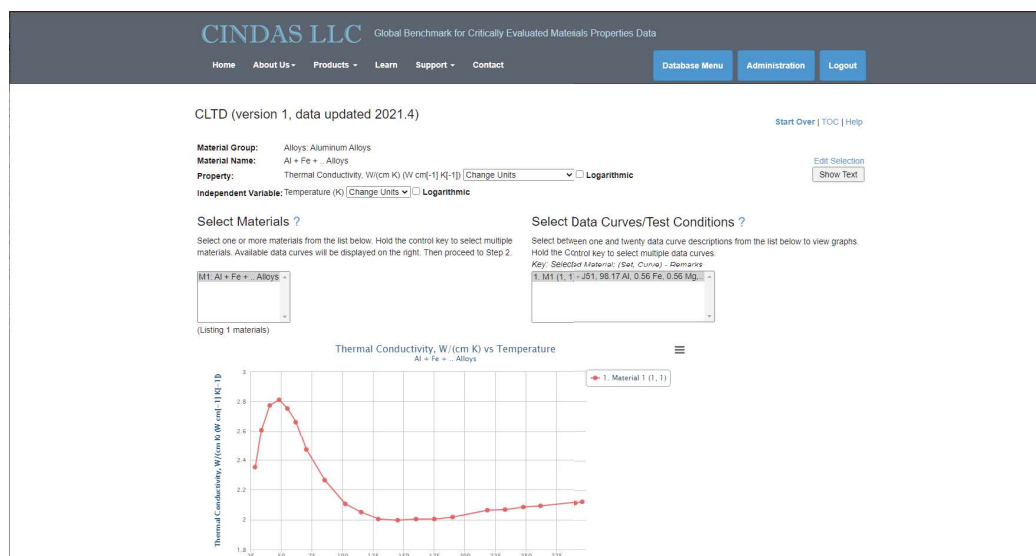 CINDAS LLC Global Benchmark for Critically Evaluated Materials Properties Data
Home About Us Products Learn Support Contact Database Menu Administration Logout
CLTD (version 1, data updated 2021.4)
Start Over | TOC | Help
Material Group: Alloys: Aluminum Alloys
Material Name: Al + Fe + .. Alloys
Edit Selection
Property: Thermal Conductivity, W/(cm K) (W cm[-1] K[-1]) Change Units Logarithmic
Show Text
Independent Variable: Temperature (K) Change Units Logarithmic
Select Materials ?
Select one or more materials from the list below. Hold the control key to select multiple
materials. Available data curves will be displayed on the right. Then proceed to Step 2.
M1: Al + Fe + .. Alloys
(Listing 1 materials)
Select Data Curves/Test Conditions ?
Select between one and twenty data curve descriptions from the list below to view graphs.
Hold the Control key to select multiple data curves.
Key: Selected Material: (Set, Curve) - Remarks
1. M1 (1, 1) - J51, 98.17 Al, 0.56 Fe, 0.56 Mg,
Thermal Conductivity, W/(cm K) vs Temperature
Al + Fe + .. Alloys
1. Material 1 (1, 1)
Thermal Conductivity, W/(cm K) (W cm[-1] K[-1])
3
2.8
2.6
2.4
2.2
2
1.8
25 50 75 100 125 150 175 200 225 250 275